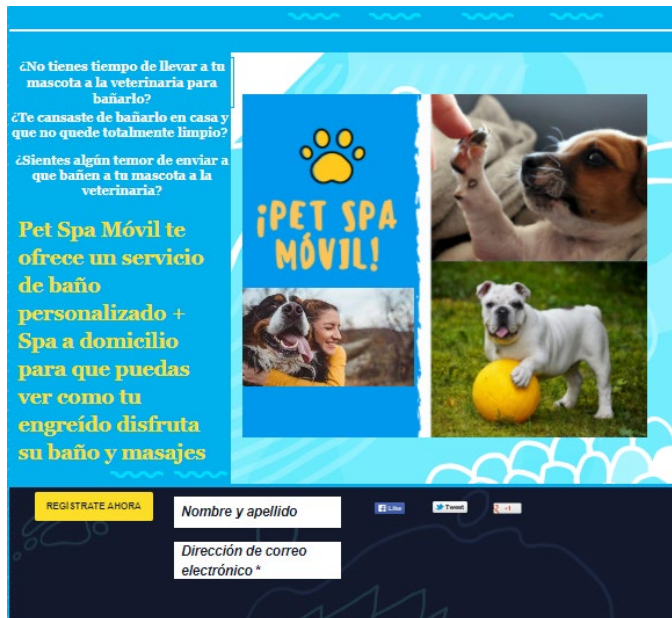 ¿No tienes tiempo de llevar a tu
mascota a la veterinaria para
bañarlo?
¿Te cansaste de bañarlo en casa y
que no quede totalmente limpio?
¿Sientes algún temor de enviar a
que bañen a tu mascota a la
veterinaria?
Pet Spa Móvil te
ofrece un servicio
de baño
personalizado +
Spa a domicilio
para que puedas
ver como tu
engreído disfruta
su baño y masajes
¡PET SPA
MÓVIL!
REGÍSTRATE AHORA
Nombre y apellido
Dirección de correo
electrónico *
Like
Tweet
+1